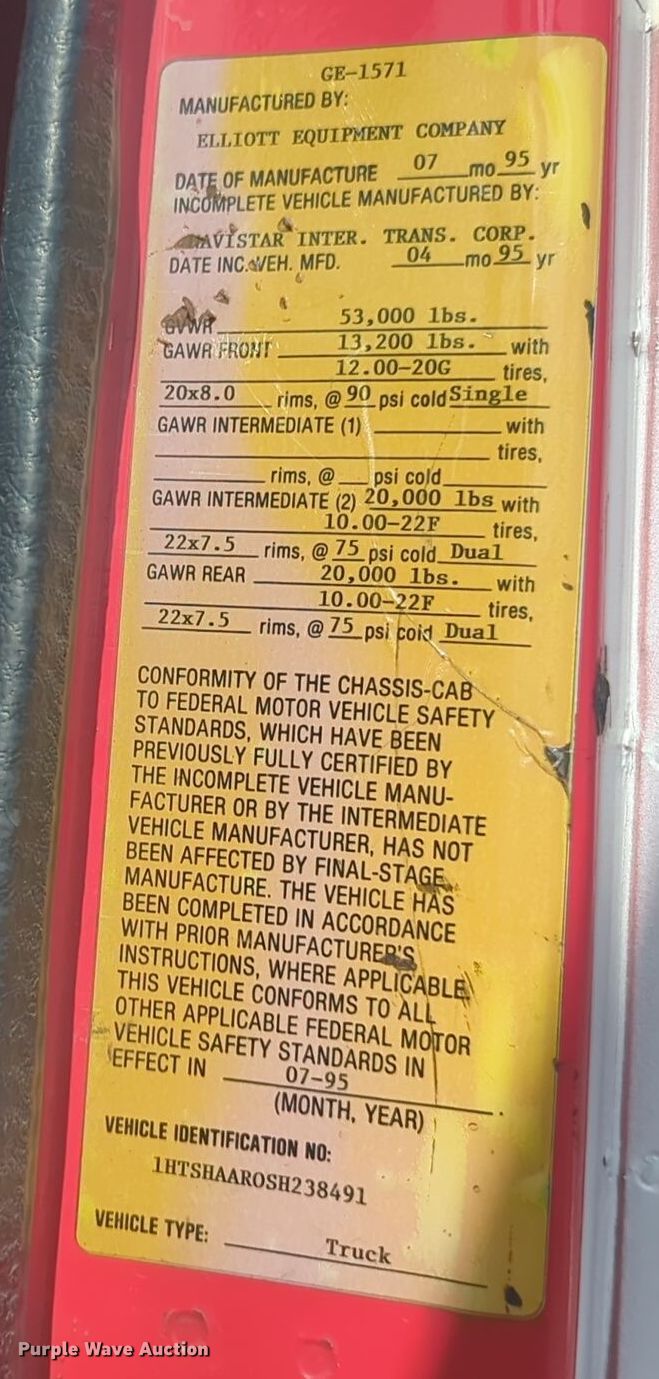 GE-1571
MANUFACTURED BY:
ELLIOTT EQUIPMENT COMPANY
DATE OF MANUFACTURE 07 mo 95 yr
INCOMPLETE VEHICLE MANUFACTURED BY:
AVISTAR INTER. TRANS. CORP.
DATE INC. VEH. MFD. 04 mo 95 yr
GVWR 53,000 lbs.
GAWR FRONT 13,200 lbs. with
12.00-20G tires,
20x8.0 rims, @ 90 psi cold Single
GAWR INTERMEDIATE (1) with
tires,
rims, @ psi cold
GAWR INTERMEDIATE (2) 20,000 lbs with
10.00-22F tires,
22x7.5 rims, @ 75 psi cold Dual
GAWR REAR 20,000 lbs. with
10.00-22F tires,
22x7.5 rims, @ 75 psi cold Dual
CONFORMITY OF THE CHASSIS-CAB
TO FEDERAL MOTOR VEHICLE SAFETY
STANDARDS, WHICH HAVE BEEN
PREVIOUSLY FULLY CERTIFIED BY
THE INCOMPLETE VEHICLE MANU-
FACTURER OR BY THE INTERMEDIATE
VEHICLE MANUFACTURER, HAS NOT
BEEN AFFECTED BY FINAL-STAGE
MANUFACTURE. THE VEHICLE HAS
BEEN COMPLETED IN ACCORDANCE
WITH PRIOR MANUFACTURER'S
INSTRUCTIONS, WHERE APPLICABLE
THIS VEHICLE CONFORMS TO ALL
OTHER APPLICABLE FEDERAL MOTOR
VEHICLE SAFETY STANDARDS IN
EFFECT IN 07-95
(MONTH, YEAR)
VEHICLE IDENTIFICATION NO:
1HTSHAAROSH238491
VEHICLE TYPE: Truck
Purple Wave Auction